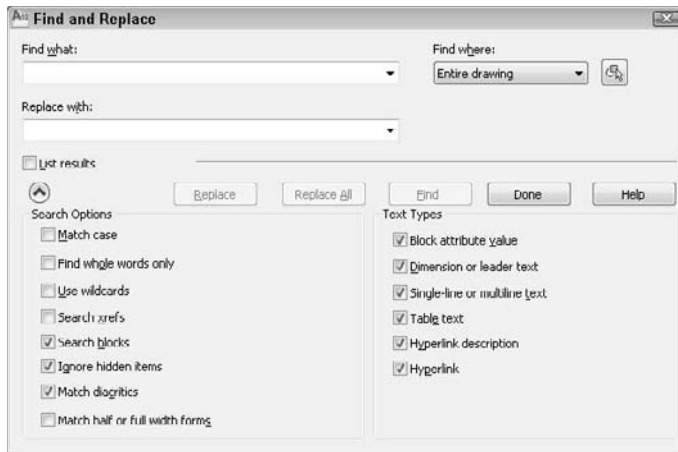 Find and Replace
Find what:
Find where:
Entire drawing
Replace with:
List results
Replace
Replace All
Find
Done
Help
Search Options
Match case
Find whole words only
Use wildcards
Search xrefs
Search blocks
Ignore hidden items
Match diacritics
Match half or full width forms
Text Types
Block attribute value
Dimension or leader text
Single-line or multiline text
Table text
Hyperlink description
Hyperlink